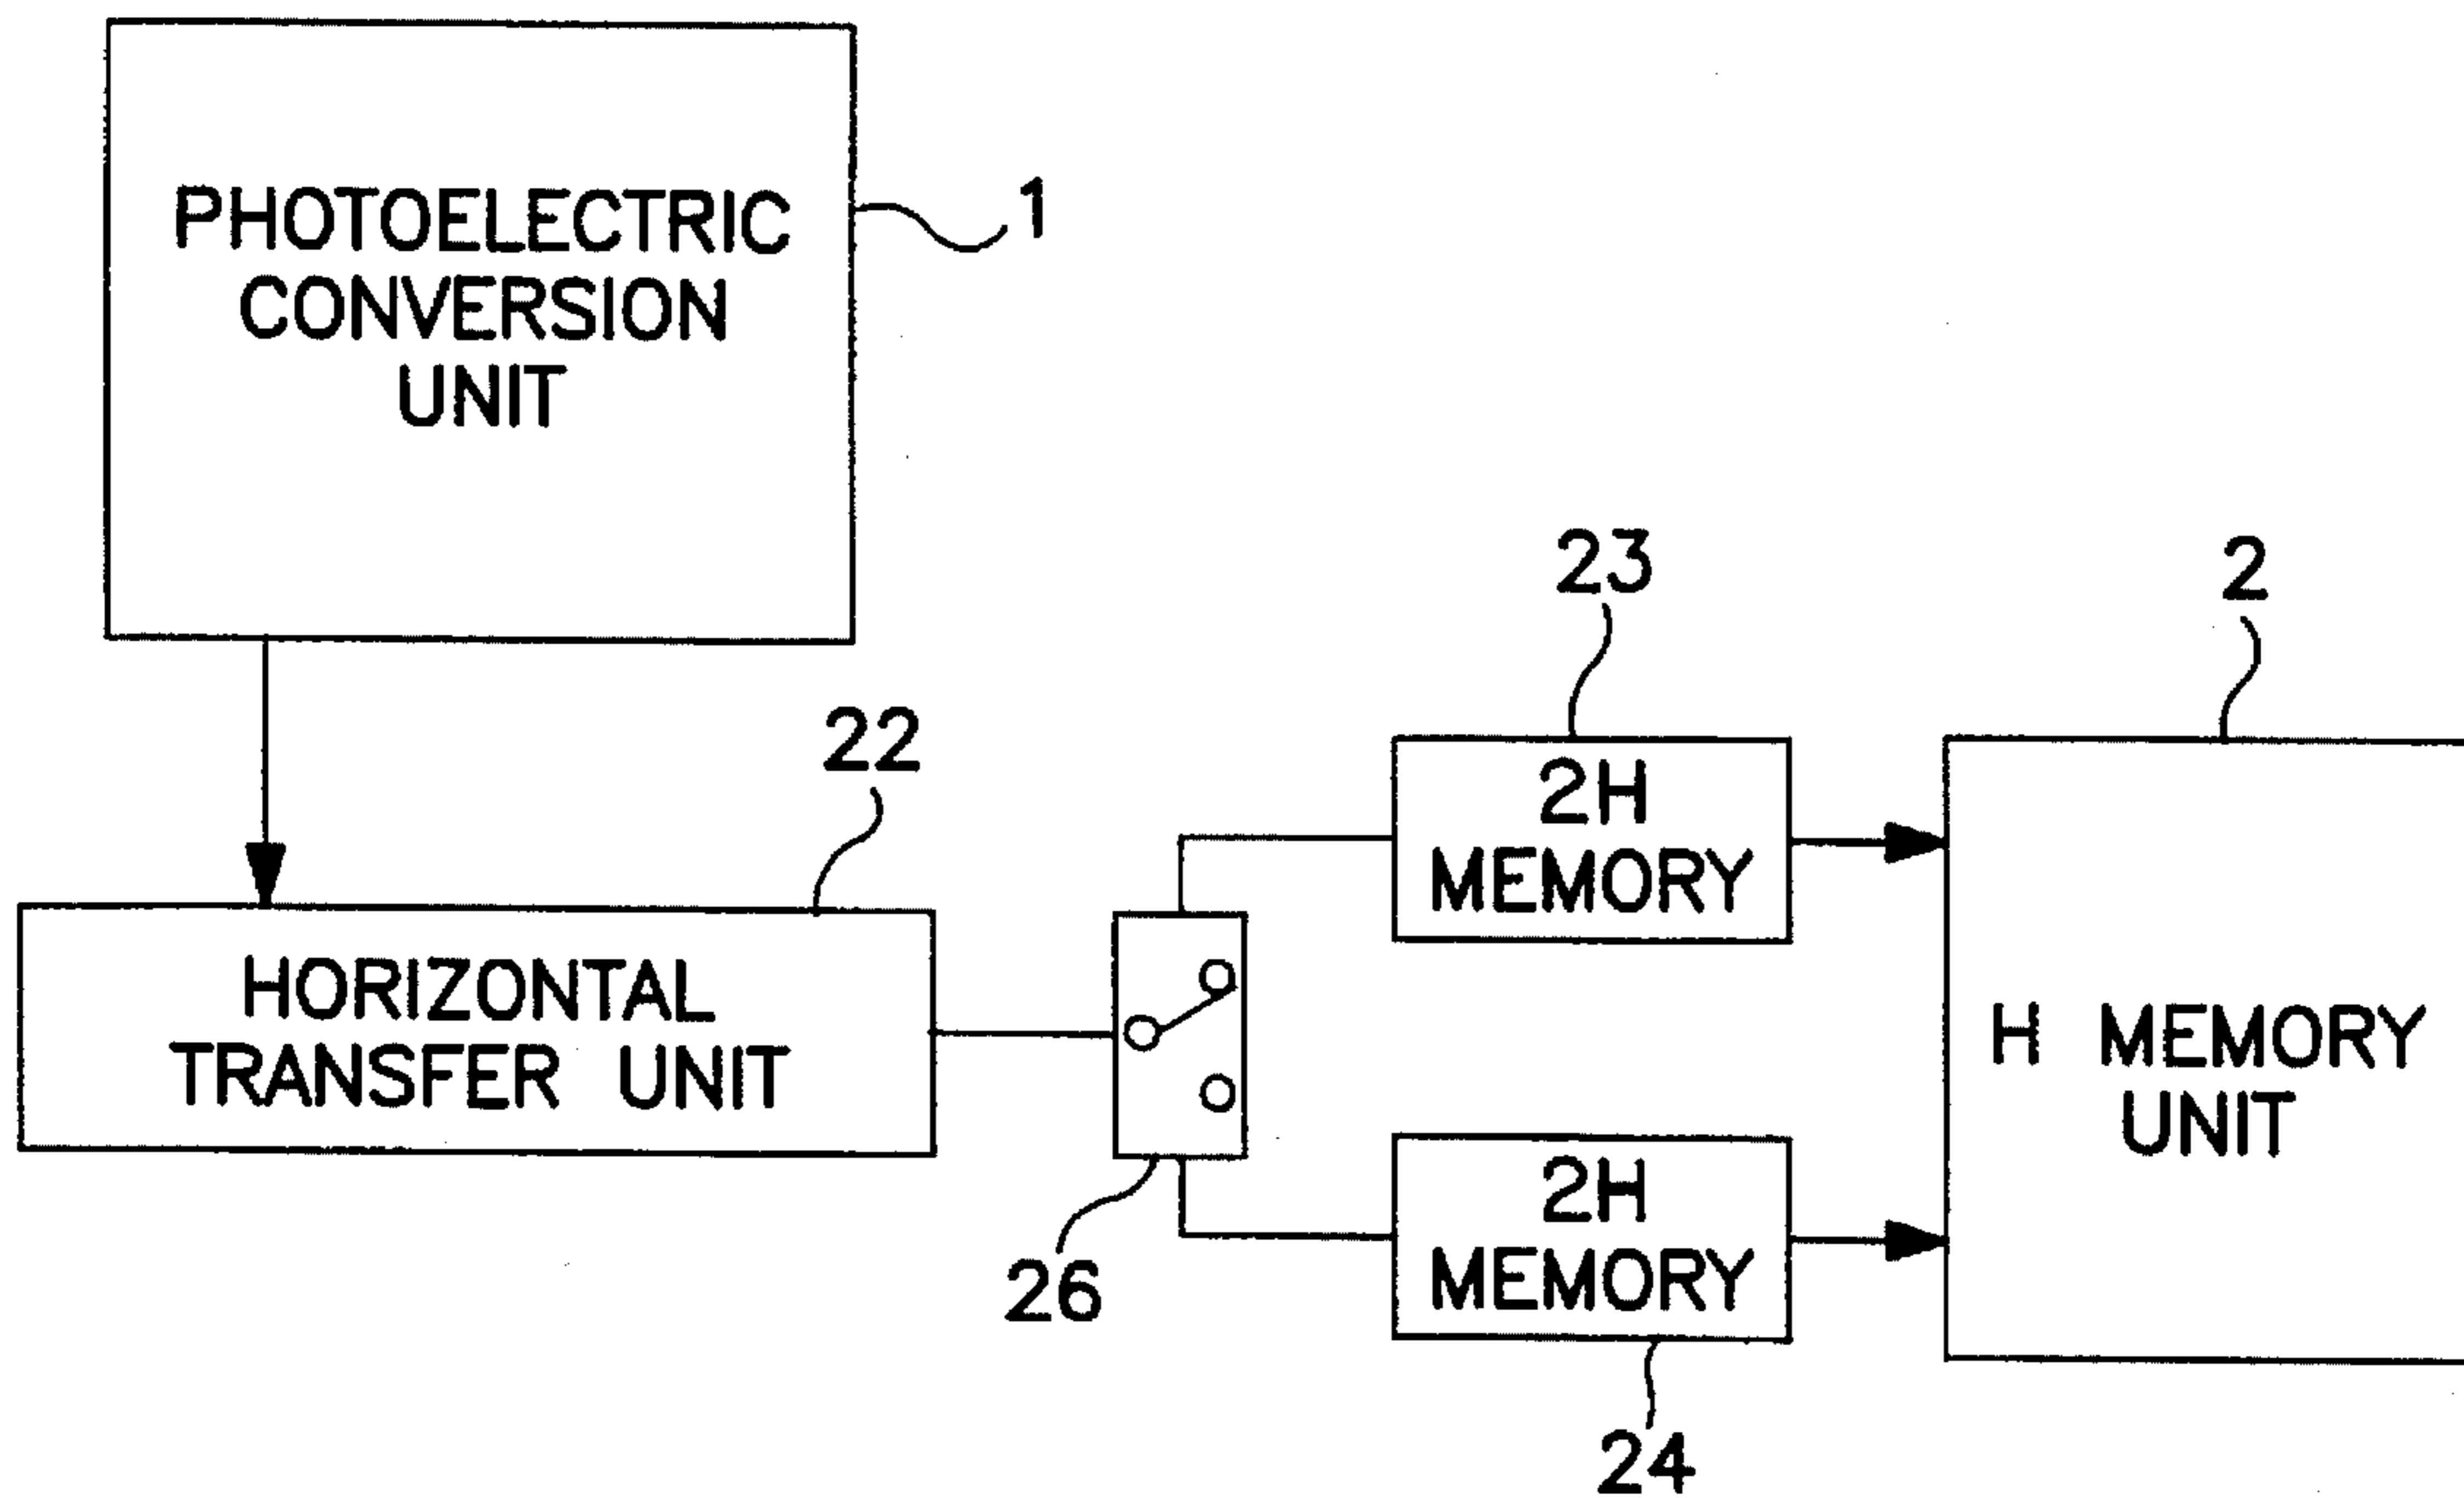 PHOTOELECTRIC
CONVERSION
UNIT
1
22
HORIZONTAL
TRANSFER UNIT
26
23
2H
MEMORY
2H
MEMORY
24
2
H MEMORY
UNIT